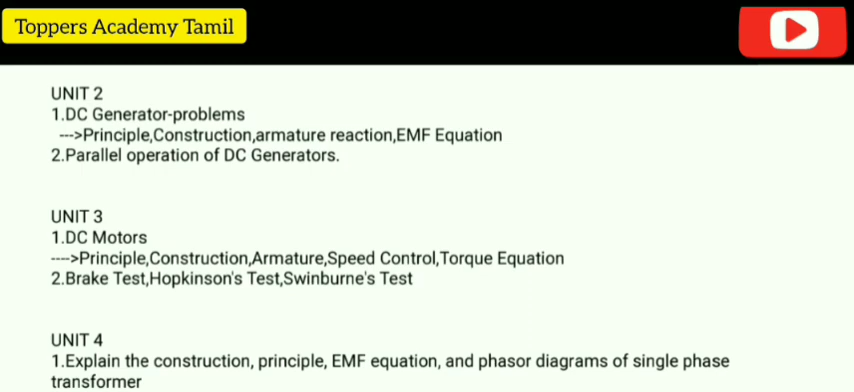 Toppers Academy Tamil
UNIT 2
1.DC Generator-problems
--->Principle,Construction,armature reaction,EMF Equation
2.Parallel operation of DC Generators.
UNIT 3
1.DC Motors
---->Principle,Construction,Armature,Speed Control,Torque Equation
2.Brake Test,Hopkinson's Test,Swinburne's Test
UNIT 4
1.Explain the construction, principle, EMF equation, and phasor diagrams of single phase
transformer